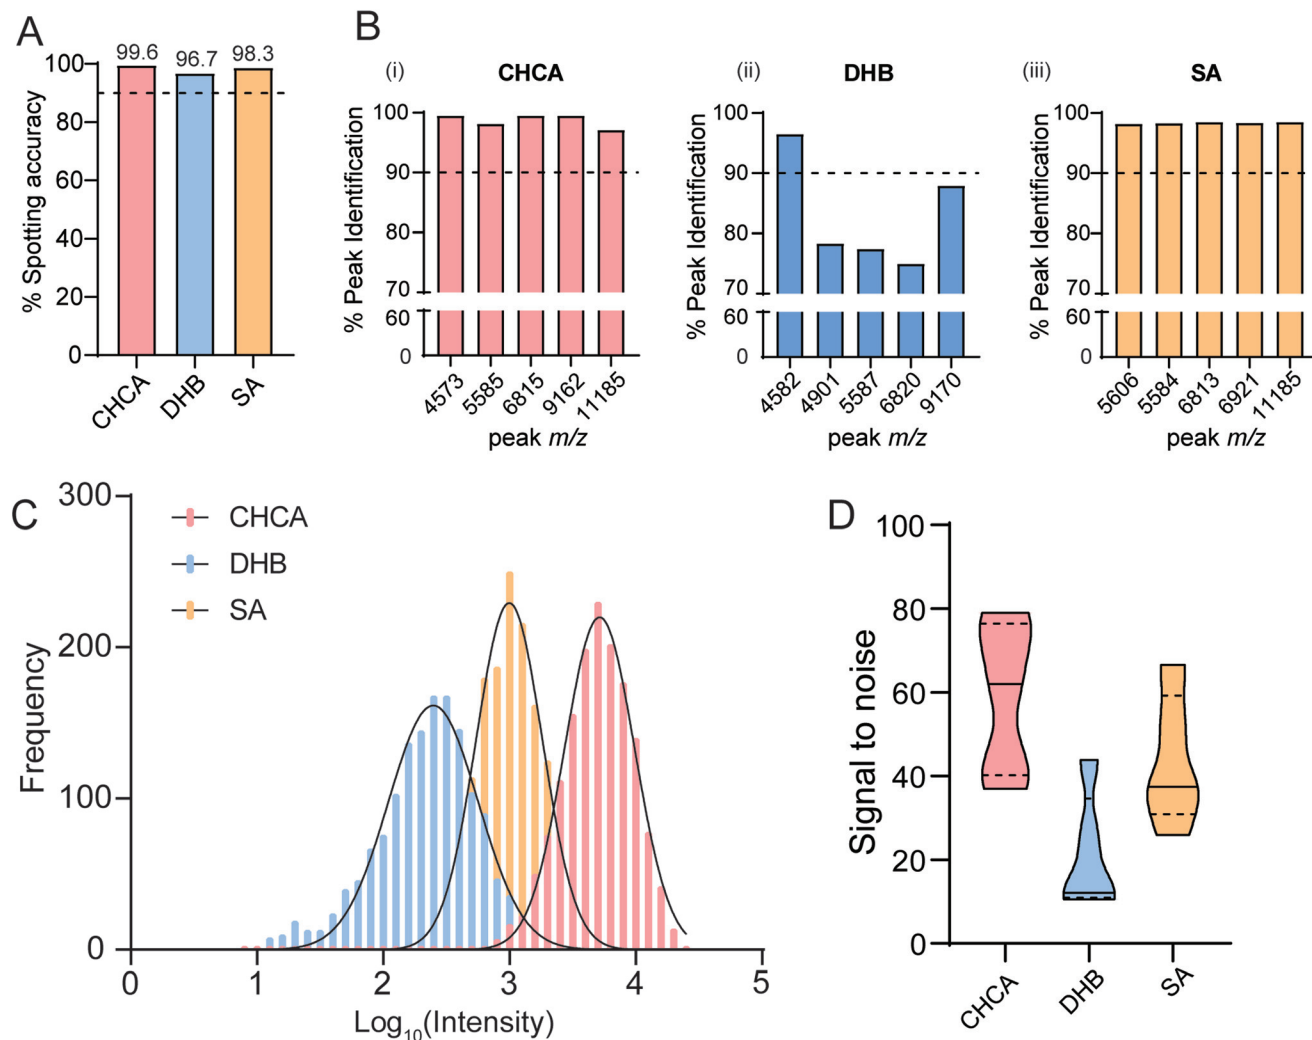 A
% Spotting accuracy
100
80
60
40
20
0
99.6
96.7
98.3
CHCA
DHB
SA
B
(i)
CHCA
% Peak Identification
100
90
80
70
60
0
4573
5585
6815
9162
11185
peak m/z
(ii)
DHB
% Peak Identification
100
90
80
70
60
0
4582
4901
5587
6820
9170
peak m/z
(iii)
SA
% Peak Identification
100
90
80
70
60
0
5606
5584
6813
6921
11185
peak m/z
C
CHCA
DHB
SA
Frequency
300
200
100
0
0
1
2
3
4
5
Log10(Intensity)
D
Signal to noise
100
80
60
40
20
0
CHCA
DHB
SA